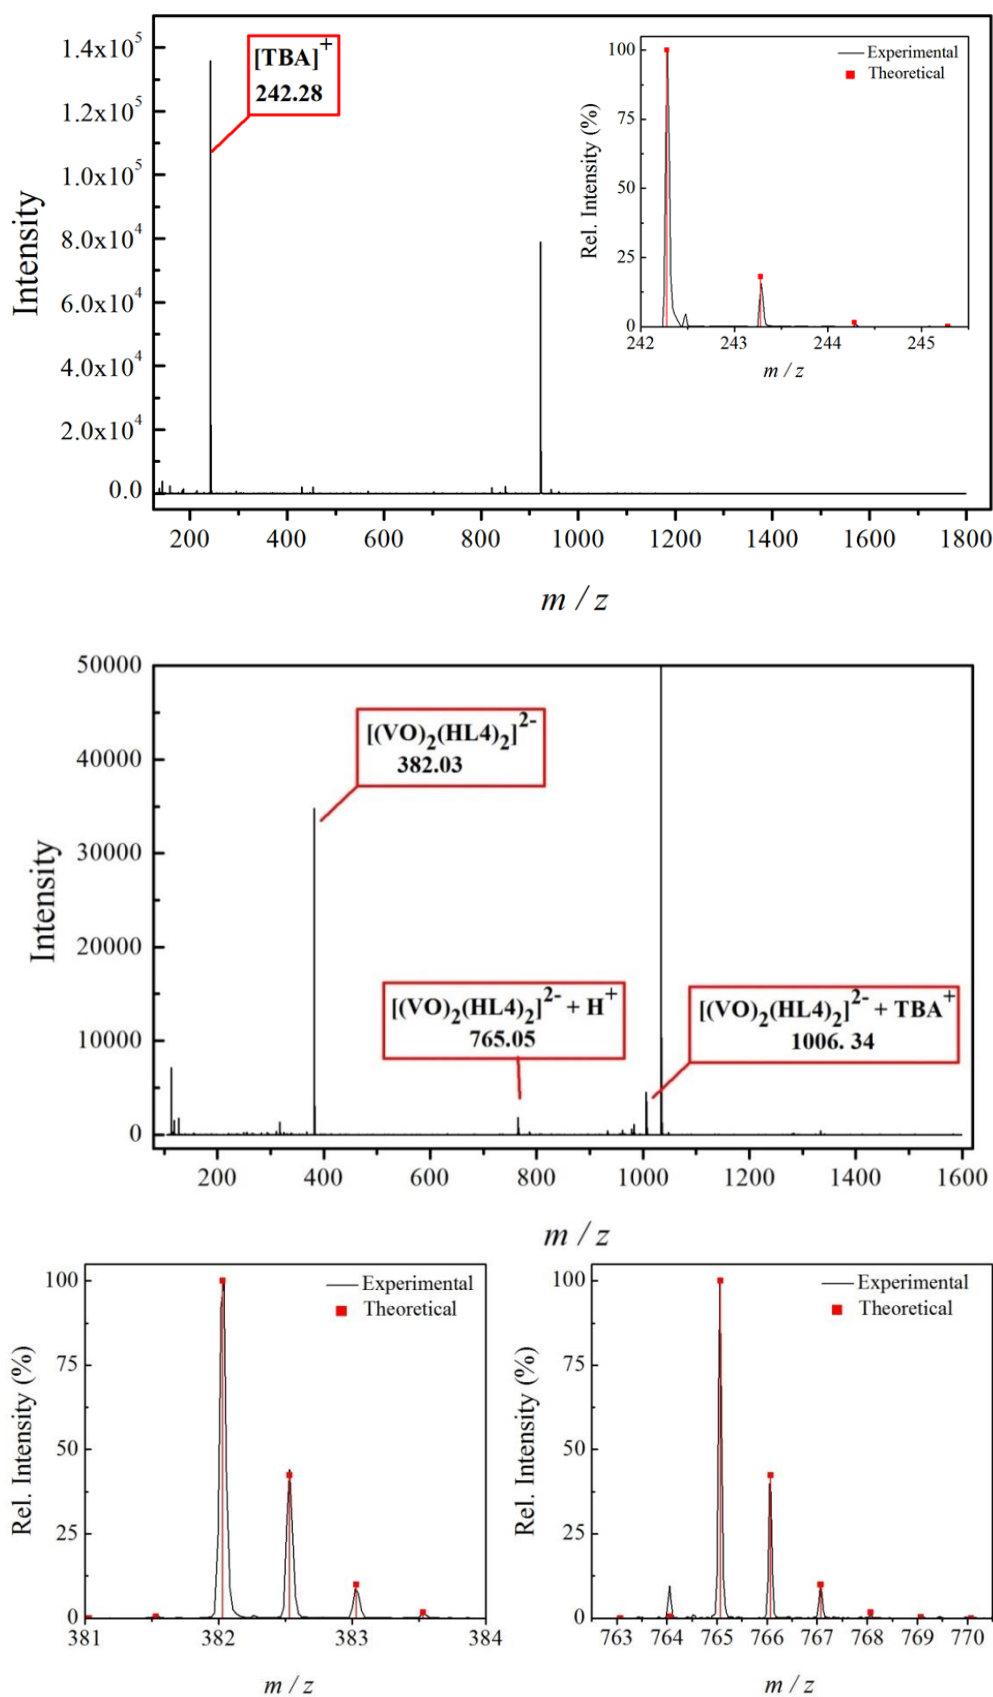 [TBA]+
242.28
1.4x10^5
1.2x10^5
1.0x10^5
8.0x10^4
6.0x10^4
4.0x10^4
2.0x10^4
0.0
Intensity
200 400 600 800 1000 1200 1400 1600 1800
m / z
Experimental
Theoretical
100
75
50
25
0
Rel. Intensity (%)
242 243 244 245
m / z
50000
40000
30000
20000
10000
0
Intensity
[(VO)2(HL4)2]2-
382.03
[(VO)2(HL4)2]2- + H+
765.05
[(VO)2(HL4)2]2- + TBA+
1006. 34
200 400 600 800 1000 1200 1400 1600
m / z
Experimental
Theoretical
100
75
50
25
0
Rel. Intensity (%)
381 382 383 384
m / z
Experimental
Theoretical
100
75
50
25
0
Rel. Intensity (%)
763 764 765 766 767 768 769 770
m / z